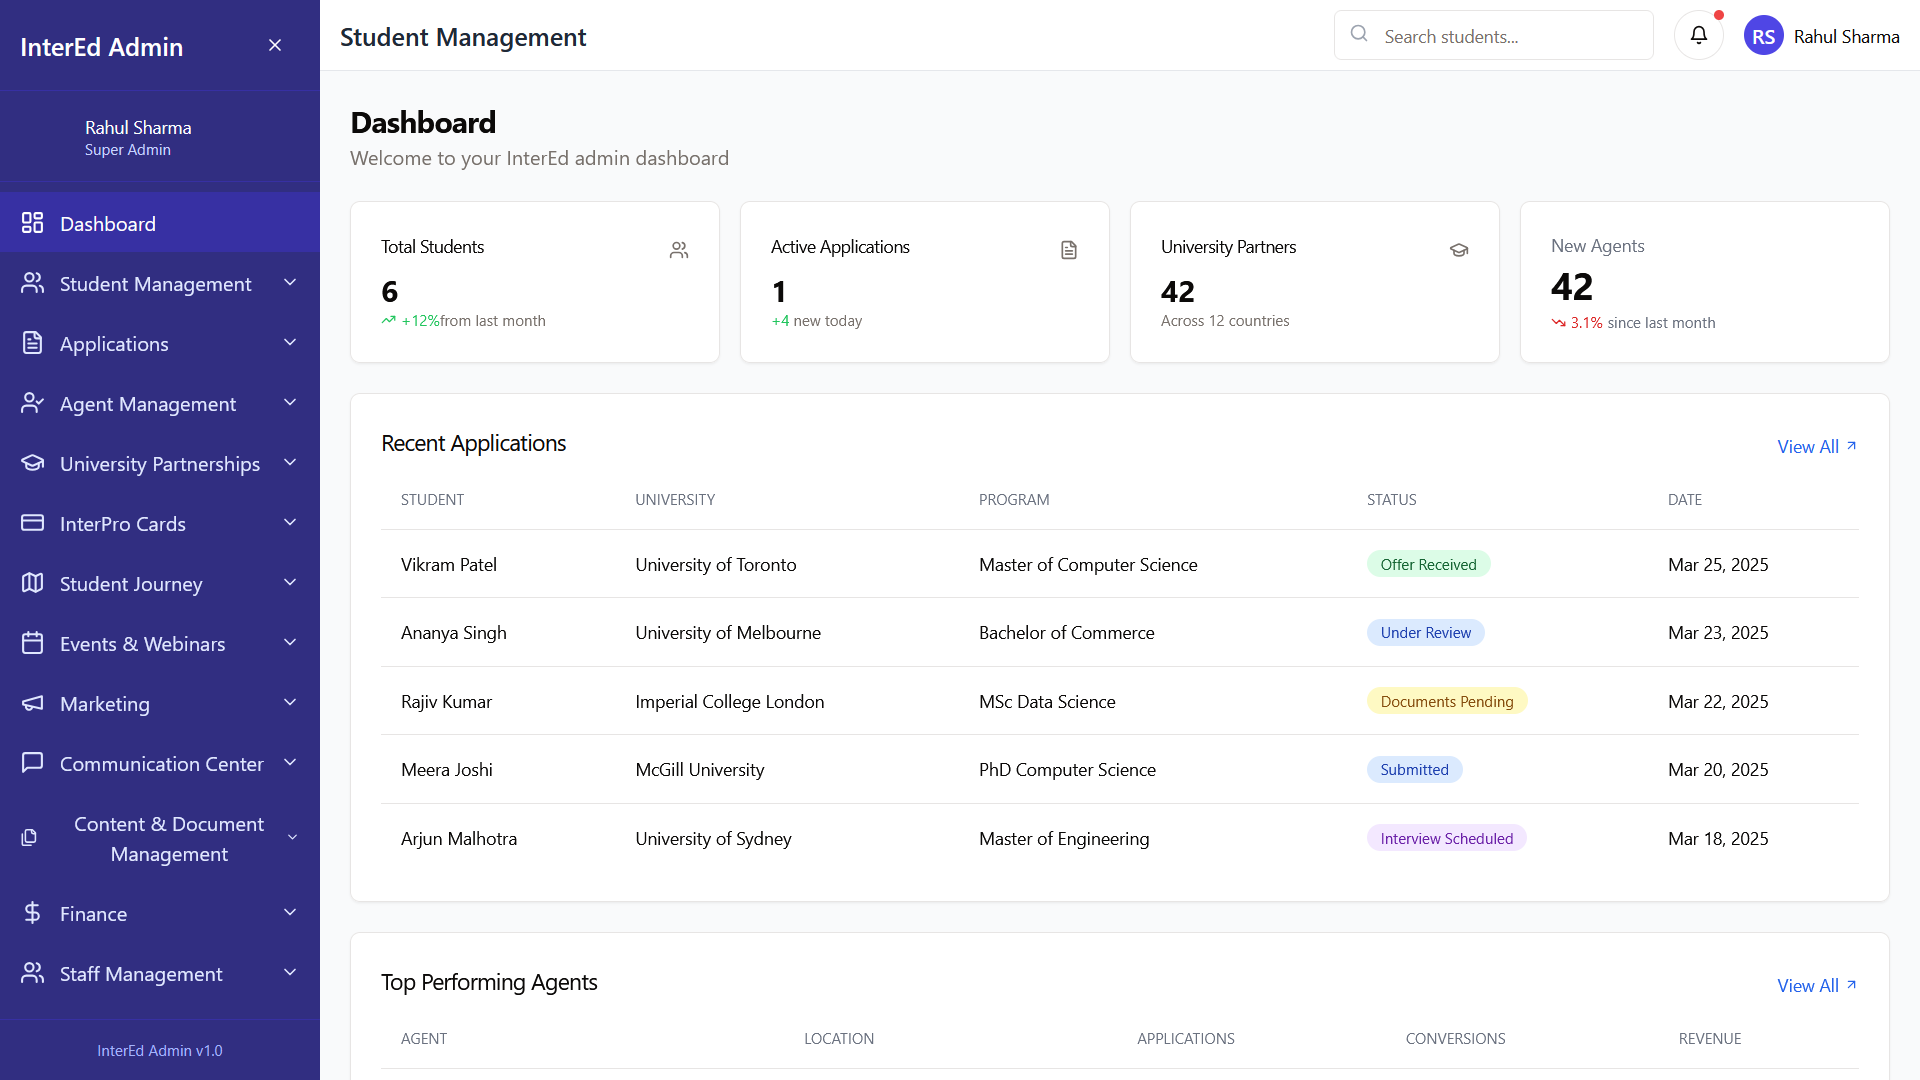 InterEd Admin
Rahul Sharma
Super Admin
Dashboard
Student Management
Applications
Agent Management
University Partnerships
InterPro Cards
Student Journey
Events & Webinars
Marketing
Communication Center
Content & Document
Management
Finance
Staff Management
InterEd Admin v1.0
Student Management
Search students...
RS
Rahul Sharma
Dashboard
Welcome to your InterEd admin dashboard
Total Students
6
+12%from last month
Active Applications
1
+4 new today
University Partners
42
Across 12 countries
New Agents
42
3.1% since last month
Recent Applications
View All
STUDENT UNIVERSITY PROGRAM STATUS DATE
Vikram Patel University of Toronto Master of Computer Science Offer Received Mar 25, 2025
Ananya Singh University of Melbourne Bachelor of Commerce Under Review Mar 23, 2025
Rajiv Kumar Imperial College London MSc Data Science Documents Pending Mar 22, 2025
Meera Joshi McGill University PhD Computer Science Submitted Mar 20, 2025
Arjun Malhotra University of Sydney Master of Engineering Interview Scheduled Mar 18, 2025
Top Performing Agents
View All
AGENT LOCATION APPLICATIONS CONVERSIONS REVENUE